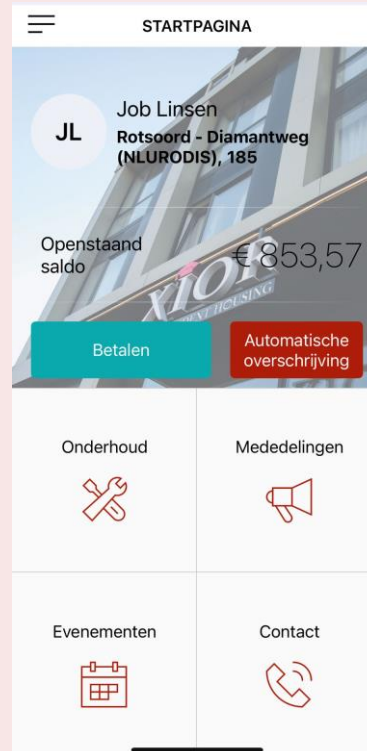 STARTPAGINA
JL
Job Linsen
Rotsoord - Diamantweg
(NLURODIS), 185
Openstaand
saldo
€ 853,57
XIOR
STUDENT HOUSING
Betalen
Automatische
overschrijving
Onderhoud
Mededelingen
Evenementen
Contact